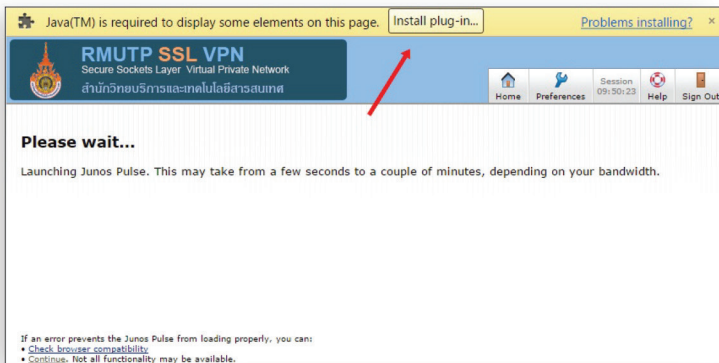 Java(TM) is required to display some elements on this page. Install plug-in... Problems installing? ×
RMUTP SSL VPN
Secure Sockets Layer Virtual Private Network
สำนักวิทยบริการและเทคโนโลยีสารสนเทศ
Session
09:50:23
Home Preferences Help Sign Out
Please wait...
Launching Junos Pulse. This may take from a few seconds to a couple of minutes, depending on your bandwidth.
If an error prevents the Junos Pulse from loading properly, you can:
• Check browser compatibility
• Continue. Not all functionality may be available.